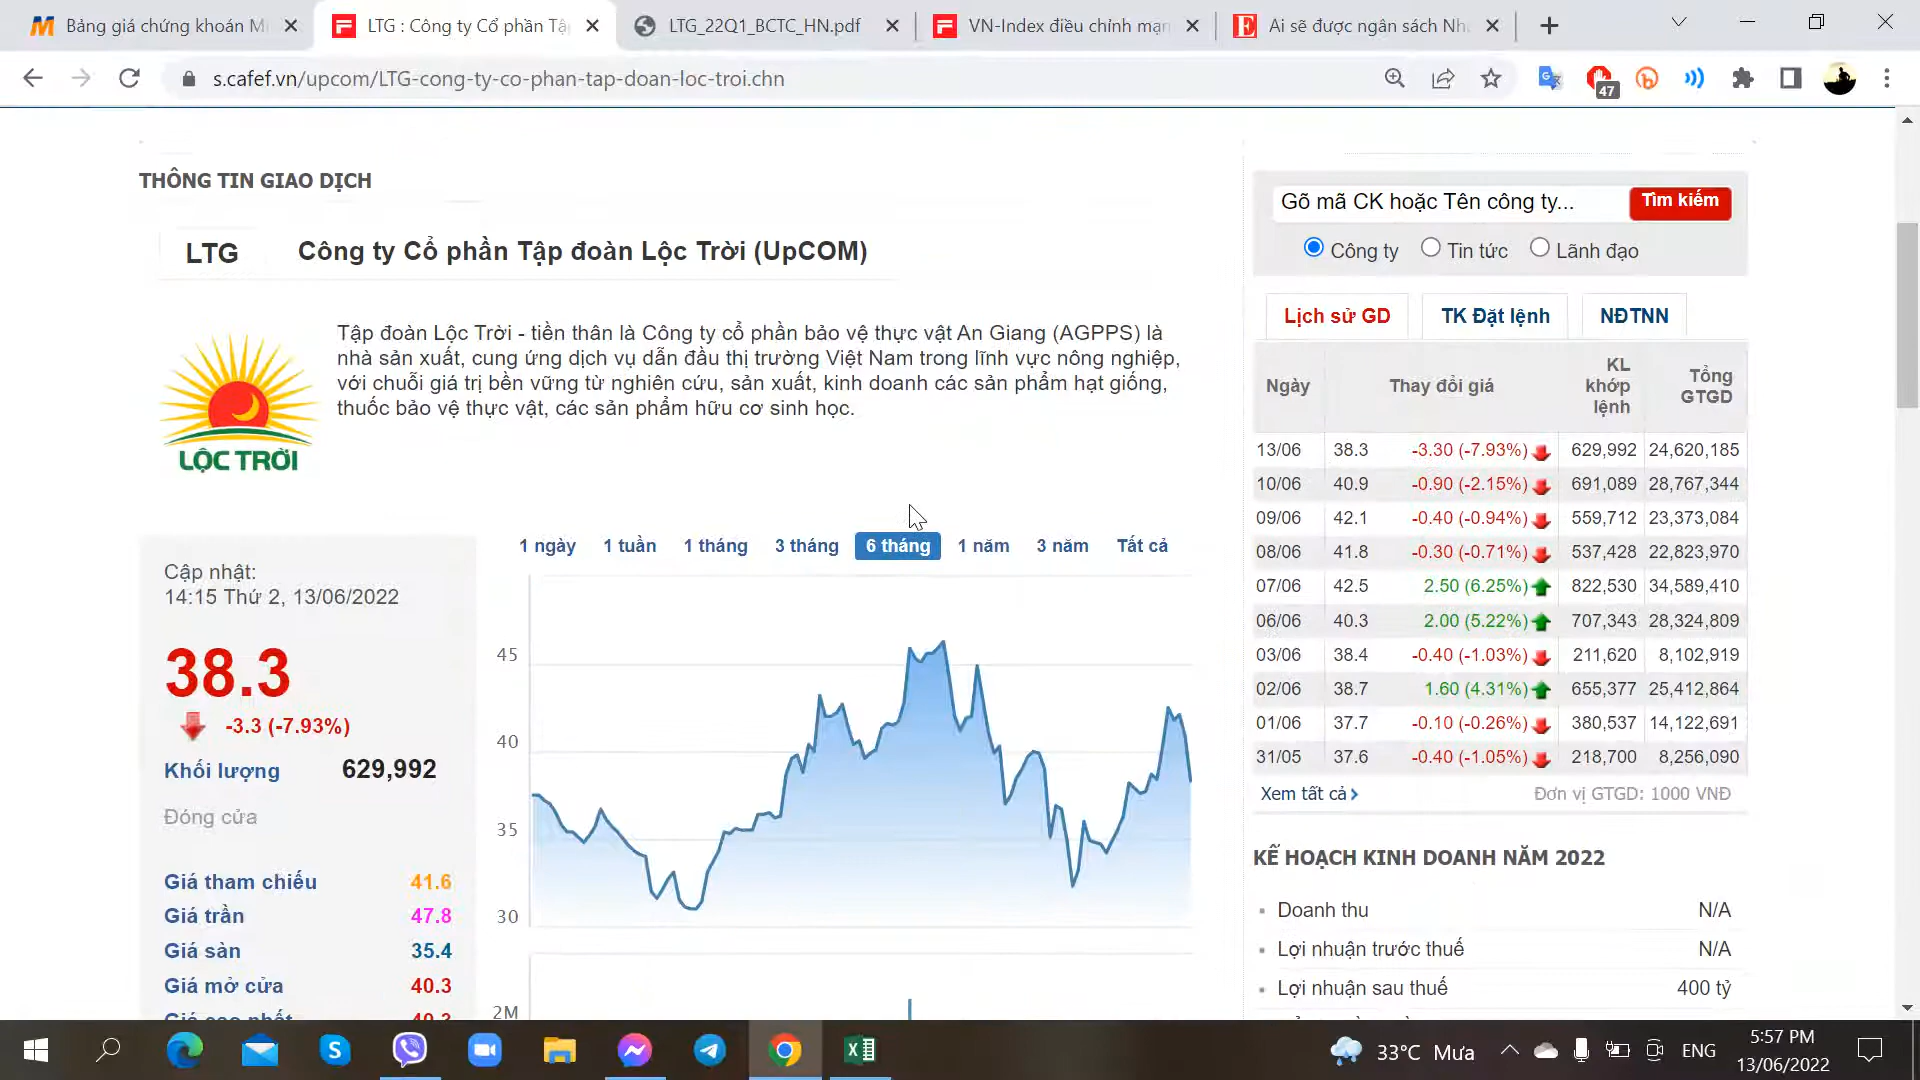 Bảng giá chứng khoán Mi
LTG : Công ty Cổ phần Tập
LTG_22Q1_BCTC_HN.pdf
VN-Index điều chỉnh mạn
Ai sẽ được ngân sách Nh
s.cafef.vn/upcom/LTG-cong-ty-co-phan-tap-doan-loc-troi.chn
47
THÔNG TIN GIAO DỊCH
LTG Công ty Cổ phần Tập đoàn Lộc Trời (UpCOM)
LỘC TRỜI
Tập đoàn Lộc Trời - tiền thân là Công ty cổ phần bảo vệ thực vật An Giang (AGPPS) là
nhà sản xuất, cung ứng dịch vụ dẫn đầu thị trường Việt Nam trong lĩnh vực nông nghiệp,
với chuỗi giá trị bền vững từ nghiên cứu, sản xuất, kinh doanh các sản phẩm hạt giống,
thuốc bảo vệ thực vật, các sản phẩm hữu cơ sinh học.
Cập nhật:
14:15 Thứ 2, 13/06/2022
38.3
-3.3 (-7.93%)
Khối lượng 629,992
Đóng cửa
Giá tham chiếu 41.6
Giá trần 47.8
Giá sàn 35.4
Giá mở cửa 40.3
Giá cao nhất 40.3
1 ngày 1 tuần 1 tháng 3 tháng 6 tháng 1 năm 3 năm Tất cả
45
40
35
30
2M
Gõ mã CK hoặc Tên công ty... Tìm kiếm
Công ty Tin tức Lãnh đạo
Lịch sử GD TK Đặt lệnh NĐTNN
Ngày Thay đổi giá KL khớp lệnh Tổng GTGD
13/06 38.3 -3.30 (-7.93%) 629,992 24,620,185
10/06 40.9 -0.90 (-2.15%) 691,089 28,767,344
09/06 42.1 -0.40 (-0.94%) 559,712 23,373,084
08/06 41.8 -0.30 (-0.71%) 537,428 22,823,970
07/06 42.5 2.50 (6.25%) 822,530 34,589,410
06/06 40.3 2.00 (5.22%) 707,343 28,324,809
03/06 38.4 -0.40 (-1.03%) 211,620 8,102,919
02/06 38.7 1.60 (4.31%) 655,377 25,412,864
01/06 37.7 -0.10 (-0.26%) 380,537 14,122,691
31/05 37.6 -0.40 (-1.05%) 218,700 8,256,090
Xem tất cả Đơn vị GTGD: 1000 VNĐ
KẾ HOẠCH KINH DOANH NĂM 2022
Doanh thu N/A
Lợi nhuận trước thuế N/A
Lợi nhuận sau thuế 400 tỷ
33°C Mưa
ENG
5:57 PM
13/06/2022